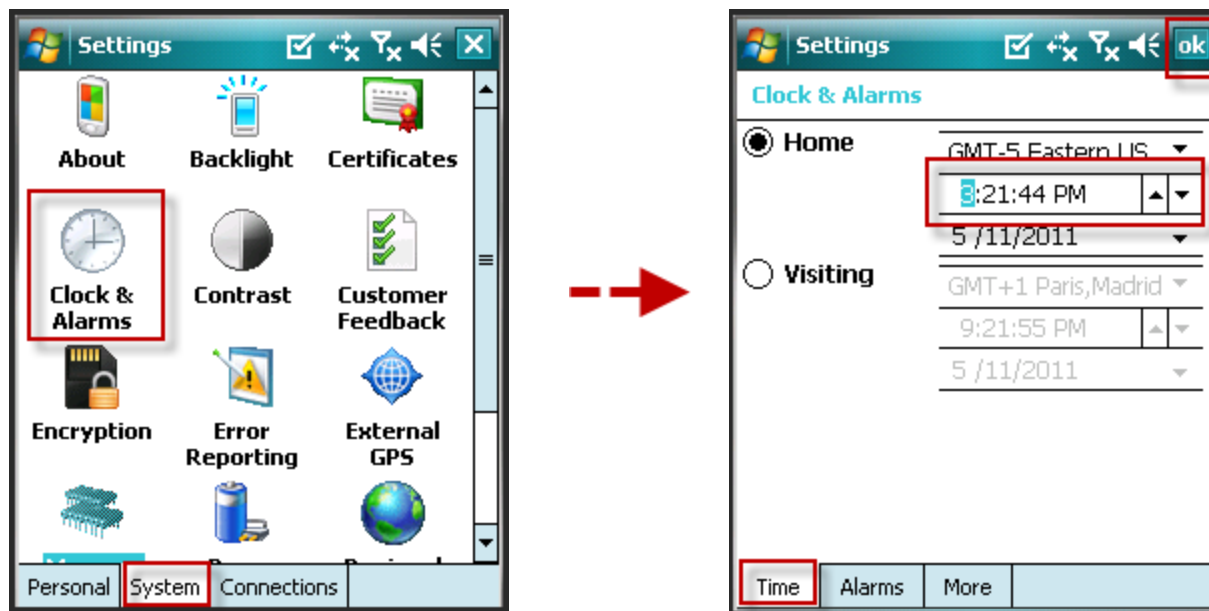 Settings
About
Backlight
Certificates
Clock &
Alarms
Contrast
Customer
Feedback
Encryption
Error
Reporting
External
GPS
Personal
System
Connections
Settings
ok
Clock & Alarms
Home
GMT-5 Eastern US
3:21:44 PM
5 /11/2011
Visiting
GMT+1 Paris,Madrid
9:21:55 PM
5 /11/2011
Time
Alarms
More